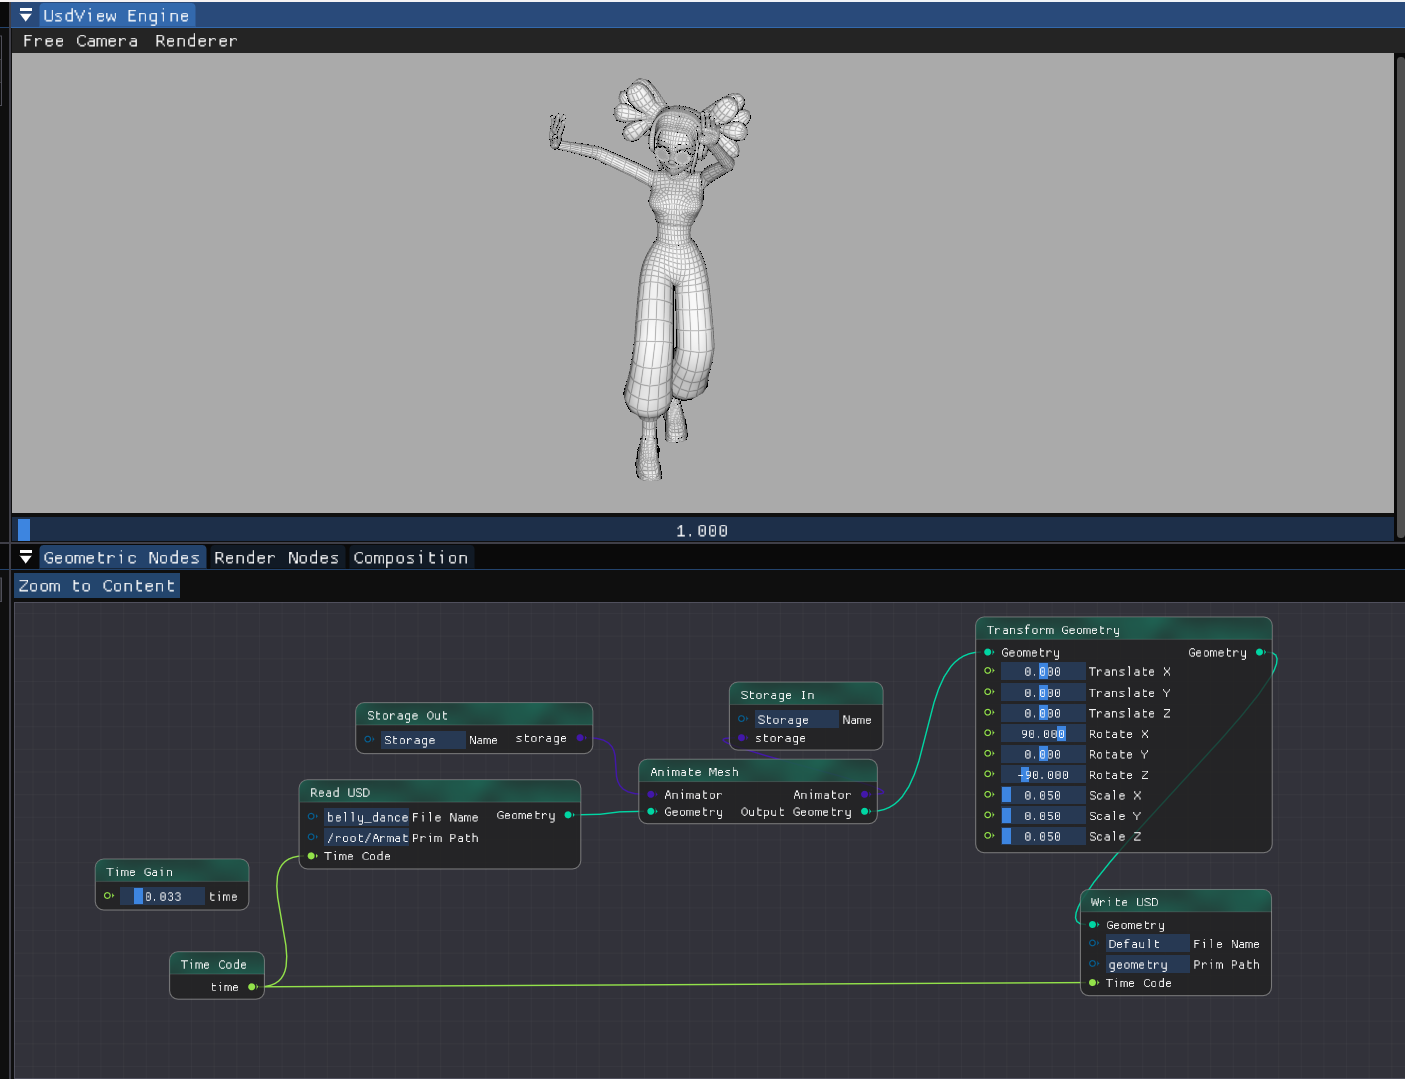 UsdView Engine
Free Camera Renderer
1.000
Geometric Nodes Render Nodes Composition
Zoom to Content
Transform Geometry
Geometry Geometry
0.000 Translate X
0.000 Translate Y
0.000 Translate Z
90.000 Rotate X
0.000 Rotate Y
-90.000 Rotate Z
0.050 Scale X
0.050 Scale Y
0.050 Scale Z
Storage In
Storage Name
storage
Storage Out
Storage Name storage
Animate Mesh
Animator Animator
Geometry Output Geometry
Read USD
belly_dance File Name Geometry
/root/Armat Prim Path
Time Code
Time Gain
0.033 time
Time Code
time
Write USD
Geometry
Default File Name
geometry Prim Path
Time Code